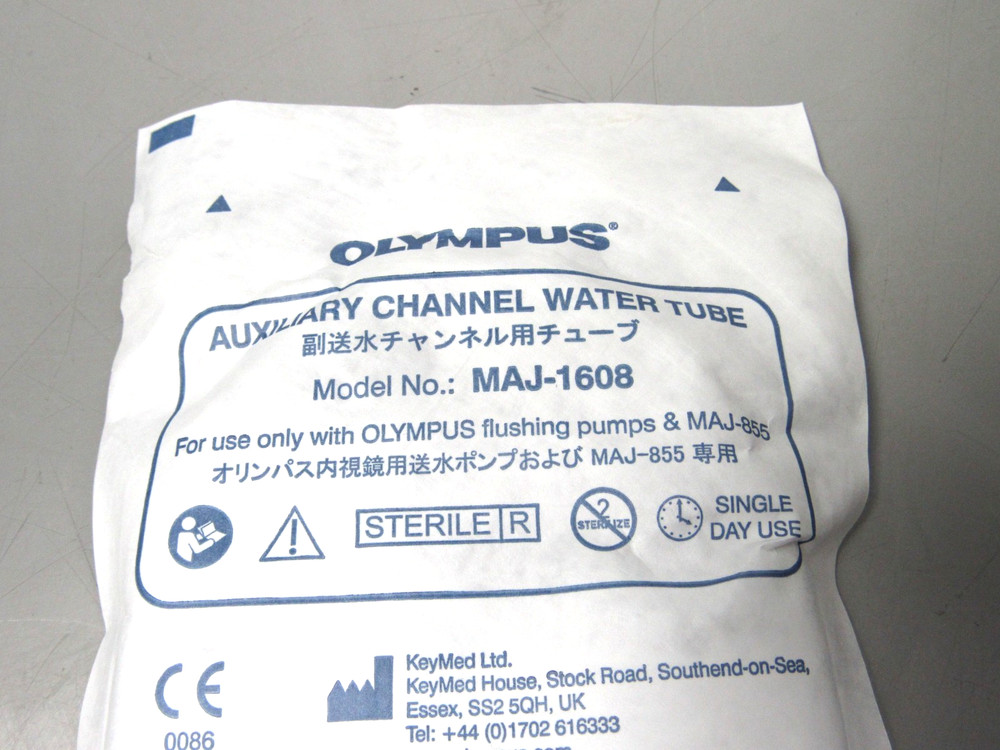 OLYMPUS®
AUXILIARY CHANNEL WATER TUBE
副送水チャンネル用チューブ
Model No.: MAJ-1608
For use only with OLYMPUS flushing pumps & MAJ-855
オリンパス内視鏡用送水ポンプおよび MAJ-855 専用
STERILE R
2
STERILIZE
SINGLE
DAY USE
CE
0086
KeyMed Ltd.
KeyMed House, Stock Road, Southend-on-Sea,
Essex, SS2 5QH, UK
Tel: +44 (0)1702 616333